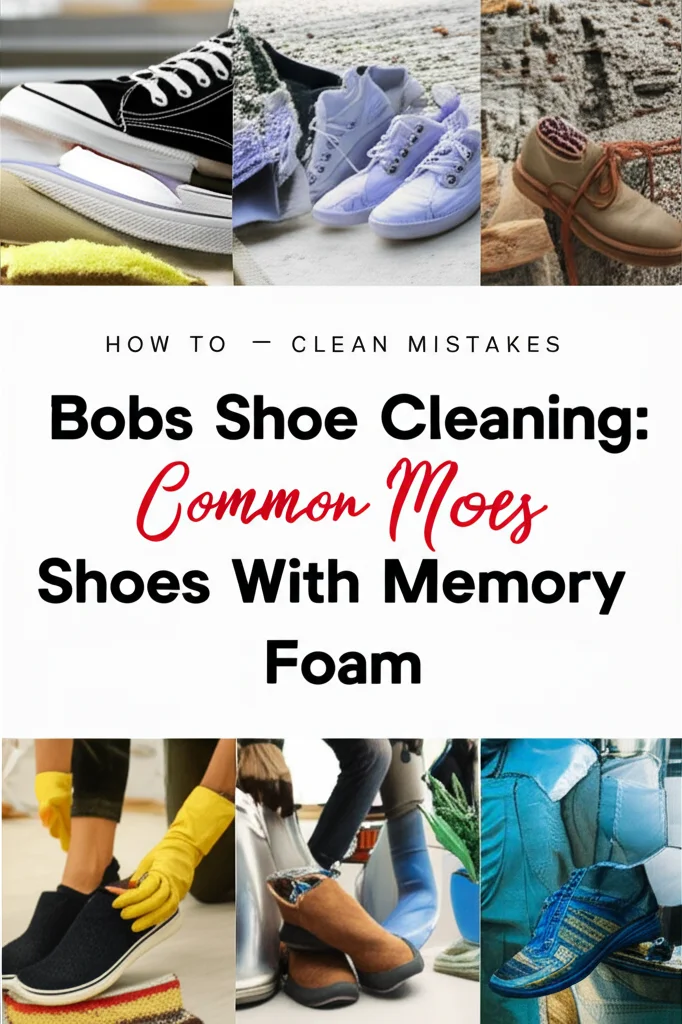 HOW TO — CLEAN MISTAKES
Bobs Shoe Cleaning:
Common Moes
Shoes With Memory
Foam